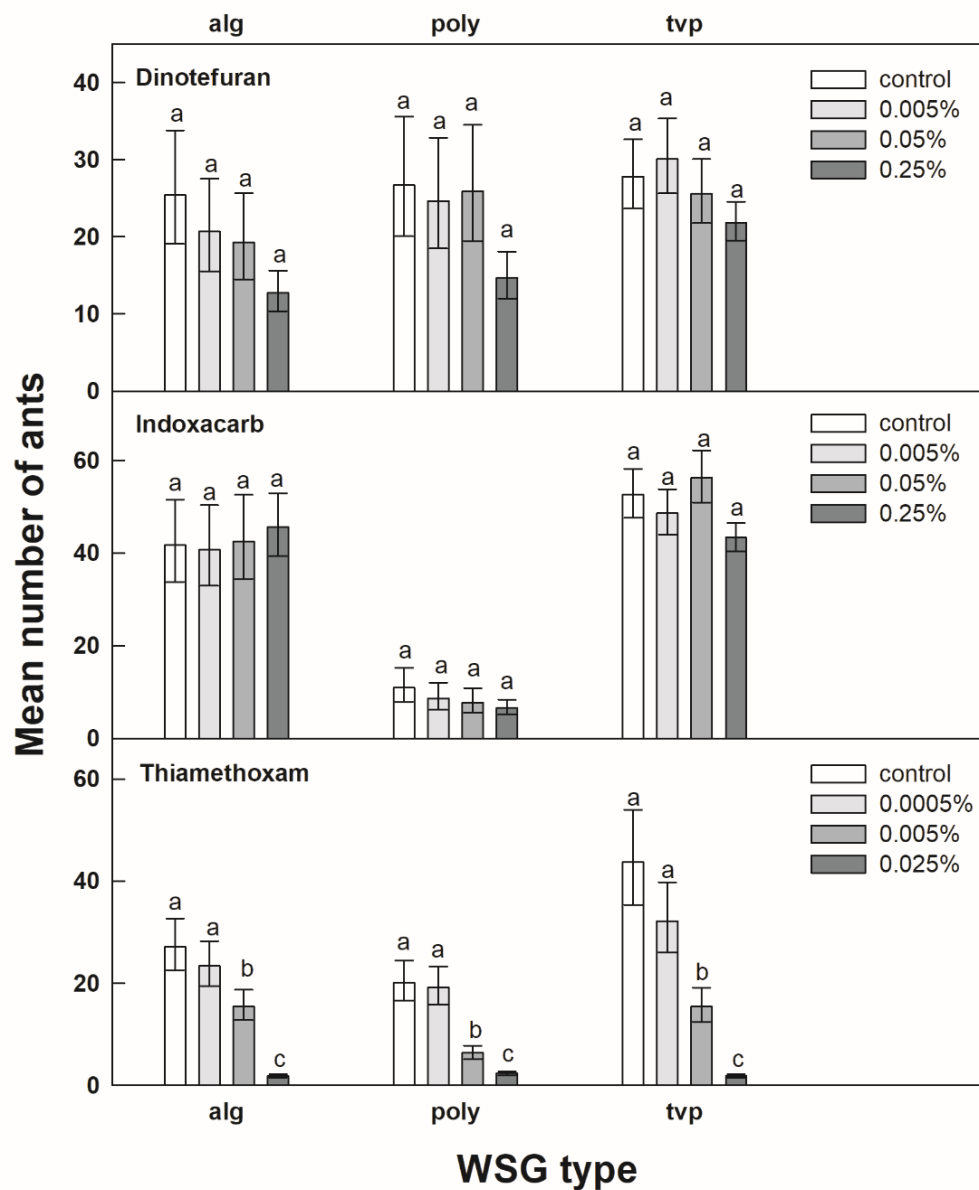 alg poly tvp
Mean number of ants
Dinotefuran
40
30
20
10
0
a a a a a a a a a a a a
control
0.005%
0.05%
0.25%
Indoxacarb
60
40
20
0
a a a a a a a a a a a a
control
0.005%
0.05%
0.25%
Thiamethoxam
60
40
20
0
a a b c a a b c a a b c
control
0.0005%
0.005%
0.025%
alg poly tvp
WSG type